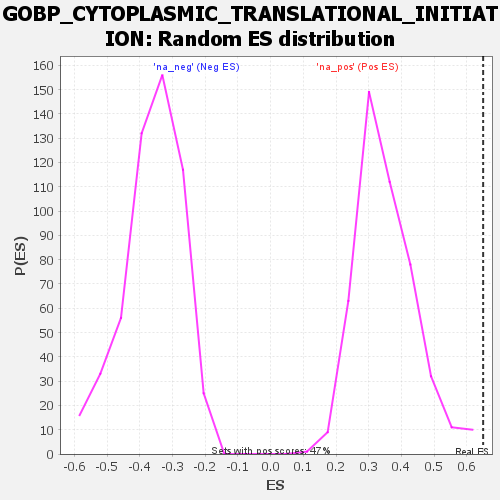 GOBP_CYTOPLASMIC_TRANSLATIONAL_INITIAT
ION: Random ES distribution
'na_neg' (Neg ES) 'na_pos' (Pos ES)
160
150
140
130
120
110
100
90
80
70
60
50
40
30
20
10
0
P(ES)
Sets with pos scores: 47%
Real ES
-0.6 -0.5 -0.4 -0.3 -0.2 -0.1 0.0 0.1 0.2 0.3 0.4 0.5 0.6
ES